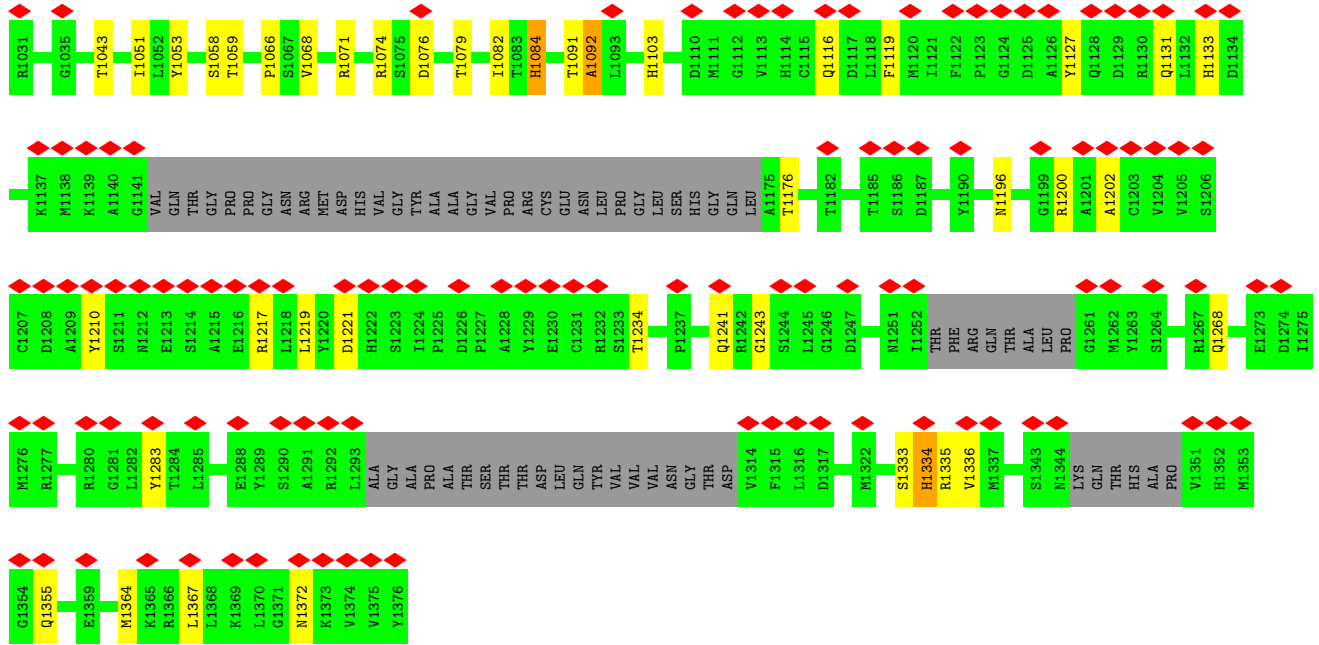 R1031 G1035 T1043 I1051 L1052 Y1053 S1058 T1059 P1066 S1067 V1068 R1071 R1074 S1075 D1076 T1079 I1082 T1083 H1084 T1091 A1092 L1093 H1103 D1110 M1111 G1112 V1113 H1114 C1115 Q1116 D1117 L1118 F1119 M1120 I1121 F1122 P1123 G1124 D1125 A1126 Y1127 Q1128 D1129 R1130 Q1131 L1132 H1133 D1134
K1137 M1138 K1139 A1140 G1141 VAL GLN THR GLY PRO PRO GLY ASN ARG MET ASP HIS VAL GLY TYR ALA ALA GLY VAL PRO ARG CYS GLU ASN LEU PRO GLY LEU SER HIS GLY GLN LEU A1175 T1176 T1182 T1185 S1186 D1187 Y1190 N1196 G1199 R1200 A1201 A1202 C1203 V1204 V1205 S1206
C1207 D1208 A1209 Y1210 S1211 N1212 E1213 S1214 A1215 E1216 R1217 L1218 L1219 Y1220 D1221 H1222 S1223 I1224 P1225 D1226 P1227 A1228 Y1229 E1230 C1231 R1232 S1233 T1234 P1237 Q1241 R1242 G1243 S1244 L1245 G1246 D1247 N1251 I1252 THR PHE ARG GLN THR ALA LEU PRO G1261 M1262 Y1263 S1264 R1267 Q1268 E1273 D1274 I1275
M1276 R1277 R1280 G1281 L1282 Y1283 T1284 L1285 E1288 Y1289 S1290 A1291 R1292 L1293 ALA GLY ALA PRO ALA THR SER THR THR ASP LEU GLN TYR VAL VAL VAL ASN GLY THR ASP V1314 F1315 L1316 D1317 M1322 S1333 H1334 R1335 V1336 M1337 S1343 N1344 LYS GLN THR HIS ALA PRO V1351 H1352 M1353
G1354 Q1355 E1359 M1364 K1365 R1366 L1367 L1368 K1369 L1370 G1371 N1372 K1373 V1374 V1375 Y1376